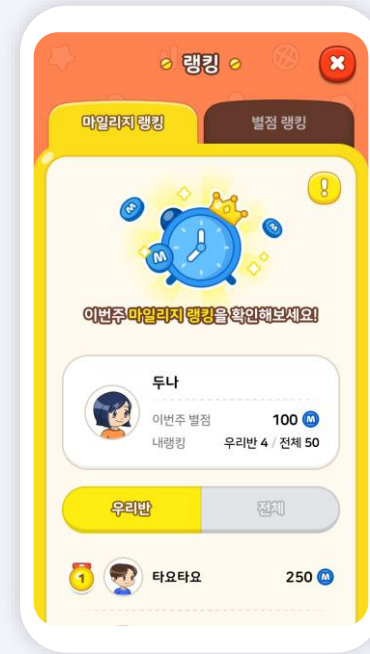 랭킹
마일리지 랭킹 별점 랭킹
M
M
M
이번주 마일리지 랭킹을 확인해보세요!
두나
이번주 별점 100 M
내랭킹 우리반 4 / 전체 50
우리반 전체
1 타요타요 250 M